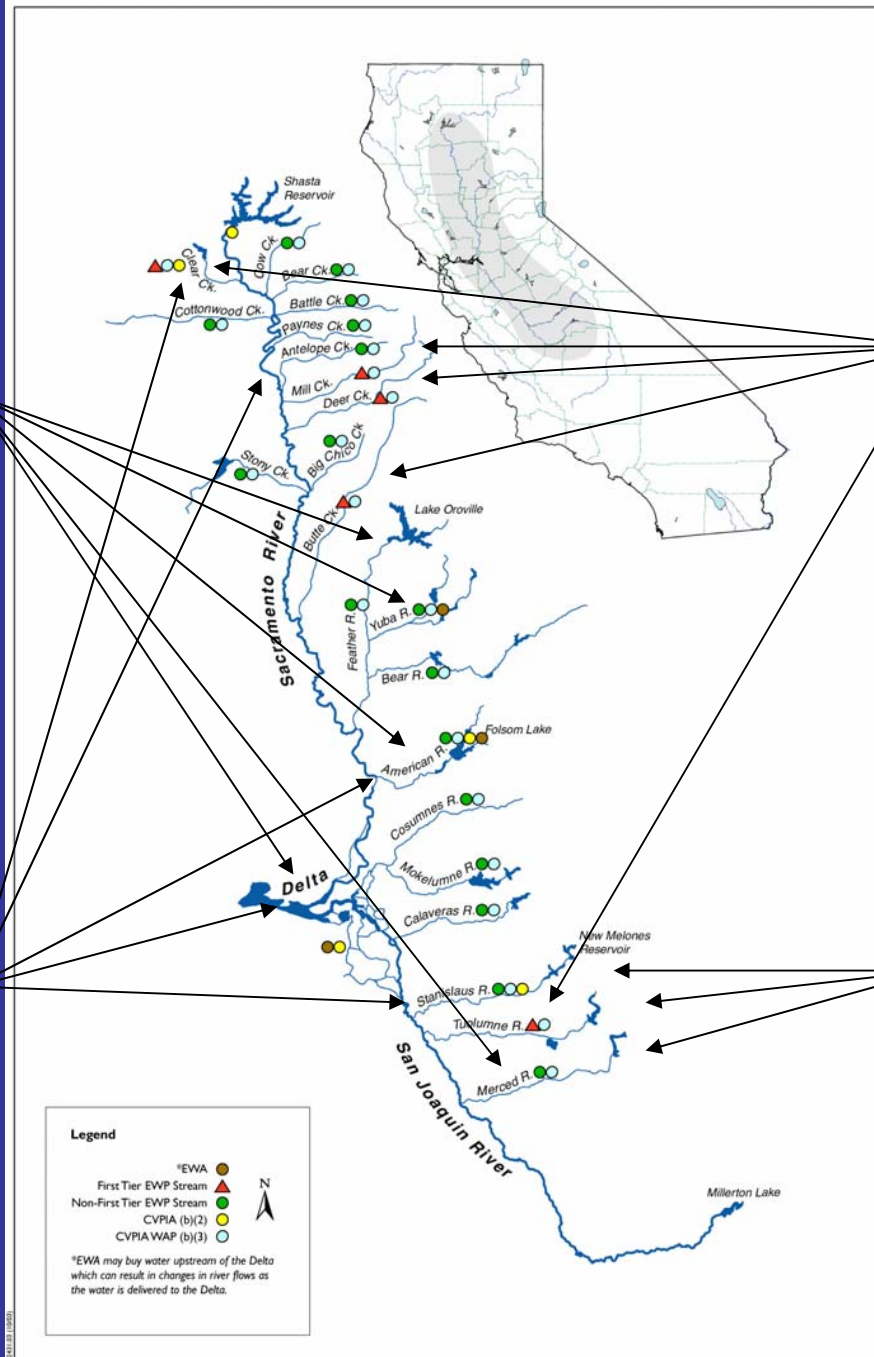 Shasta
Reservoir
Cow Ck.
Clear
Ck.
Bear Ck.
Battle Ck.
Cottonwood Ck.
Paynes Ck.
Antelope Ck.
Mill Ck.
Deer Ck.
Big Chico Ck
Stony Ck.
Butte Ck.
Lake Oroville
Sacramento River
Feather R.
Yuba R.
Bear R.
Folsom Lake
American R.
Cosumnes R.
Mokelumne R.
Delta
Calaveras R.
New Melones
Reservoir
Stanislaus R.
Tuolumne R.
Merced R.
San Joaquin River
Millerton Lake
Legend
*EWA
First Tier EWP Stream
Non-First Tier EWP Stream
CVPIA (b)(2)
CVPIA WAP (b)(3)
N
*EWA may buy water upstream of the Delta
which can result in changes in river flows as
the water is delivered to the Delta.